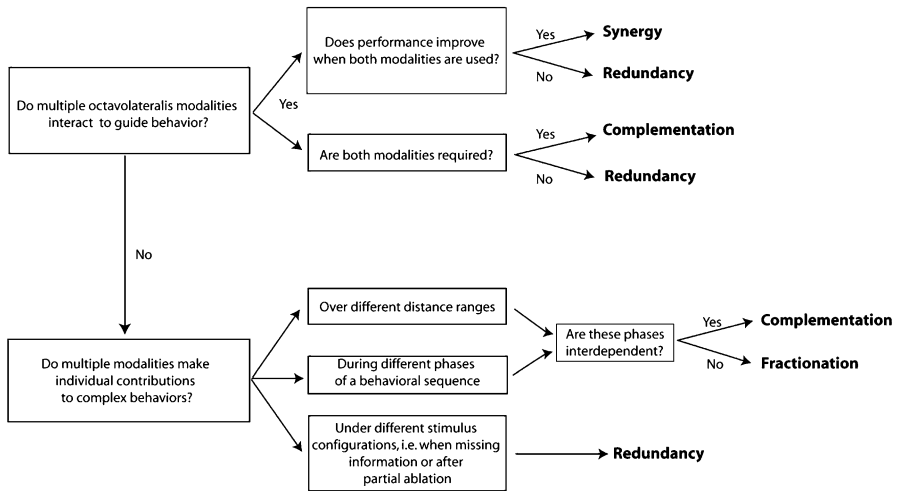 Do multiple octavolateralis modalities
interact to guide behavior?
Yes
Does performance improve
when both modalities are used?
Yes
Synergy
No
Redundancy
Are both modalities required?
Yes
Complementation
No
Redundancy
No
Do multiple modalities make
individual contributions
to complex behaviors?
Over different distance ranges
During different phases
of a behavioral sequence
Are these phases
interdependent?
Yes
Complementation
No
Fractionation
Under different stimulus
configurations, i.e. when missing
information or after
partial ablation
Redundancy